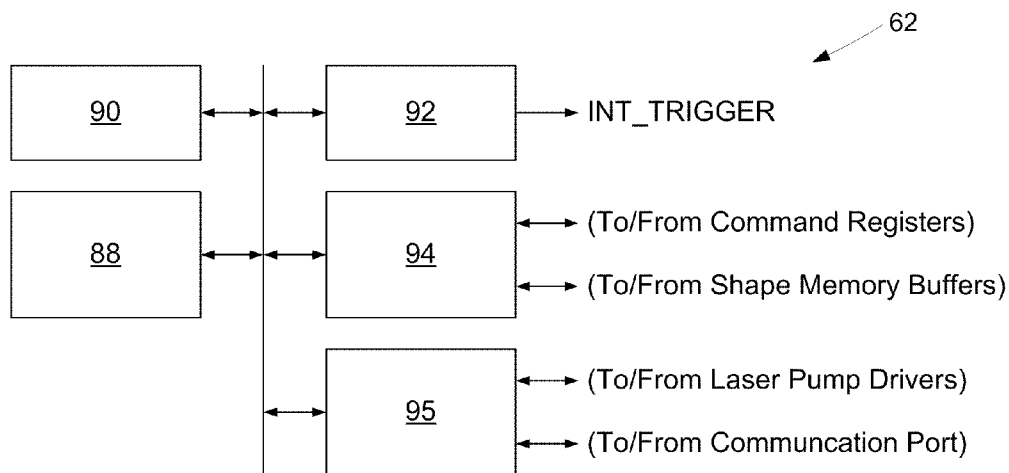 62
90
92
INT_TRIGGER
88
94
(To/From Command Registers)
(To/From Shape Memory Buffers)
95
(To/From Laser Pump Drivers)
(To/From Communcation Port)